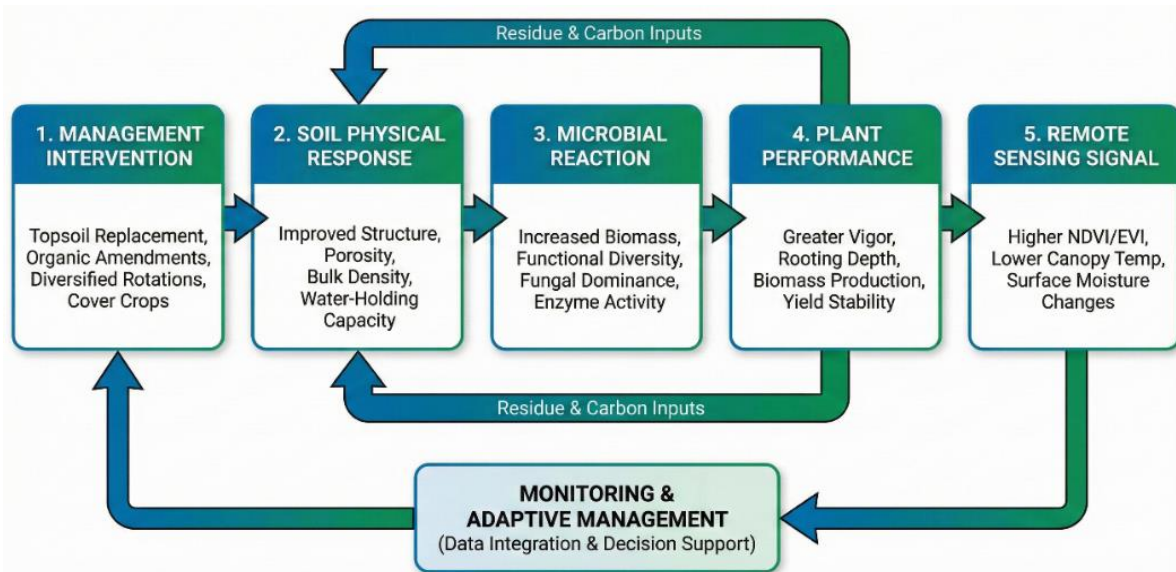 Residue & Carbon Inputs
1. MANAGEMENT
INTERVENTION
Topsoil Replacement,
Organic Amendments,
Diversified Rotations,
Cover Crops
2. SOIL PHYSICAL
RESPONSE
Improved Structure,
Porosity,
Bulk Density,
Water-Holding
Capacity
3. MICROBIAL
REACTION
Increased Biomass,
Functional Diversity,
Fungal Dominance,
Enzyme Activity
4. PLANT
PERFORMANCE
Greater Vigor,
Rooting Depth,
Biomass Production,
Yield Stability
5. REMOTE
SENSING SIGNAL
Higher NDVI/EVI,
Lower Canopy Temp,
Surface Moisture
Changes
Residue & Carbon Inputs
MONITORING &
ADAPTIVE MANAGEMENT
(Data Integration & Decision Support)